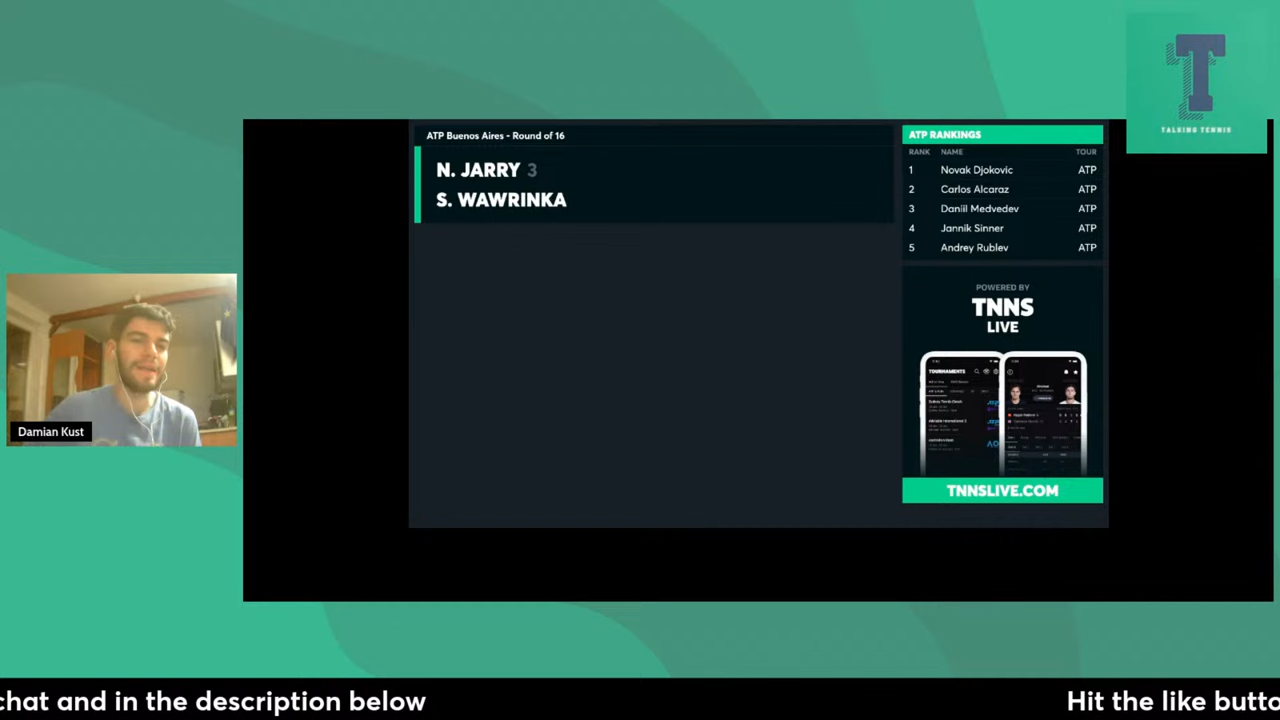 TALKING TENNIS
ATP Buenos Aires - Round of 16
N. JARRY 3
S. WAWRINKA
ATP RANKINGS
RANK NAME TOUR
1 Novak Djokovic ATP
2 Carlos Alcaraz ATP
3 Daniil Medvedev ATP
4 Jannik Sinner ATP
5 Andrey Rublev ATP
POWERED BY
TNNS
LIVE
TOURNAMENTS
TNNSLIVE.COM
Damian Kust
chat and in the description below
Hit the like butto